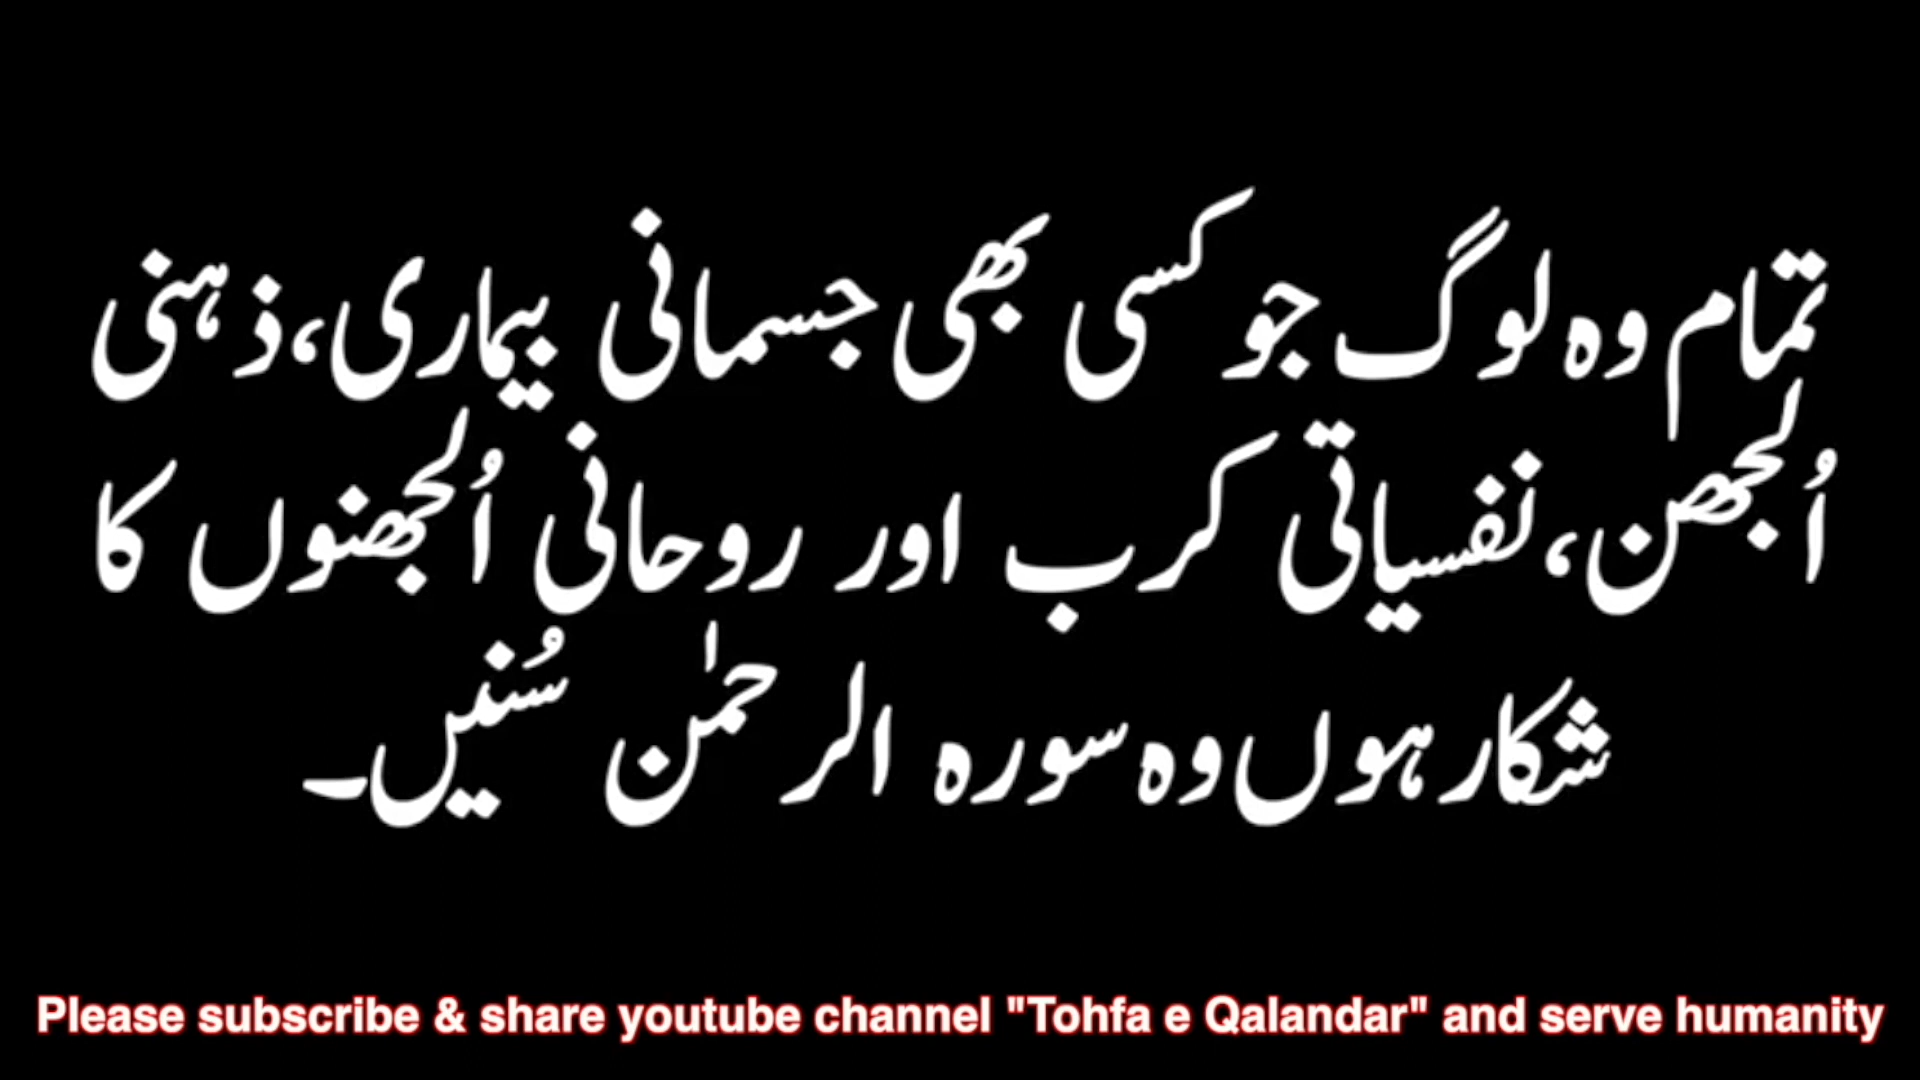 تمام وہ لوگ جو کسی بھی جسمانی بیماری، ذہنی
اُلجھن، نفسیاتی کرب اور روحانی اُلجھنوں کا
شکار ہوں وہ سورہ الرحمٰن سُنیں۔
Please subscribe & share youtube channel "Tohfa e Qalandar" and serve humanity